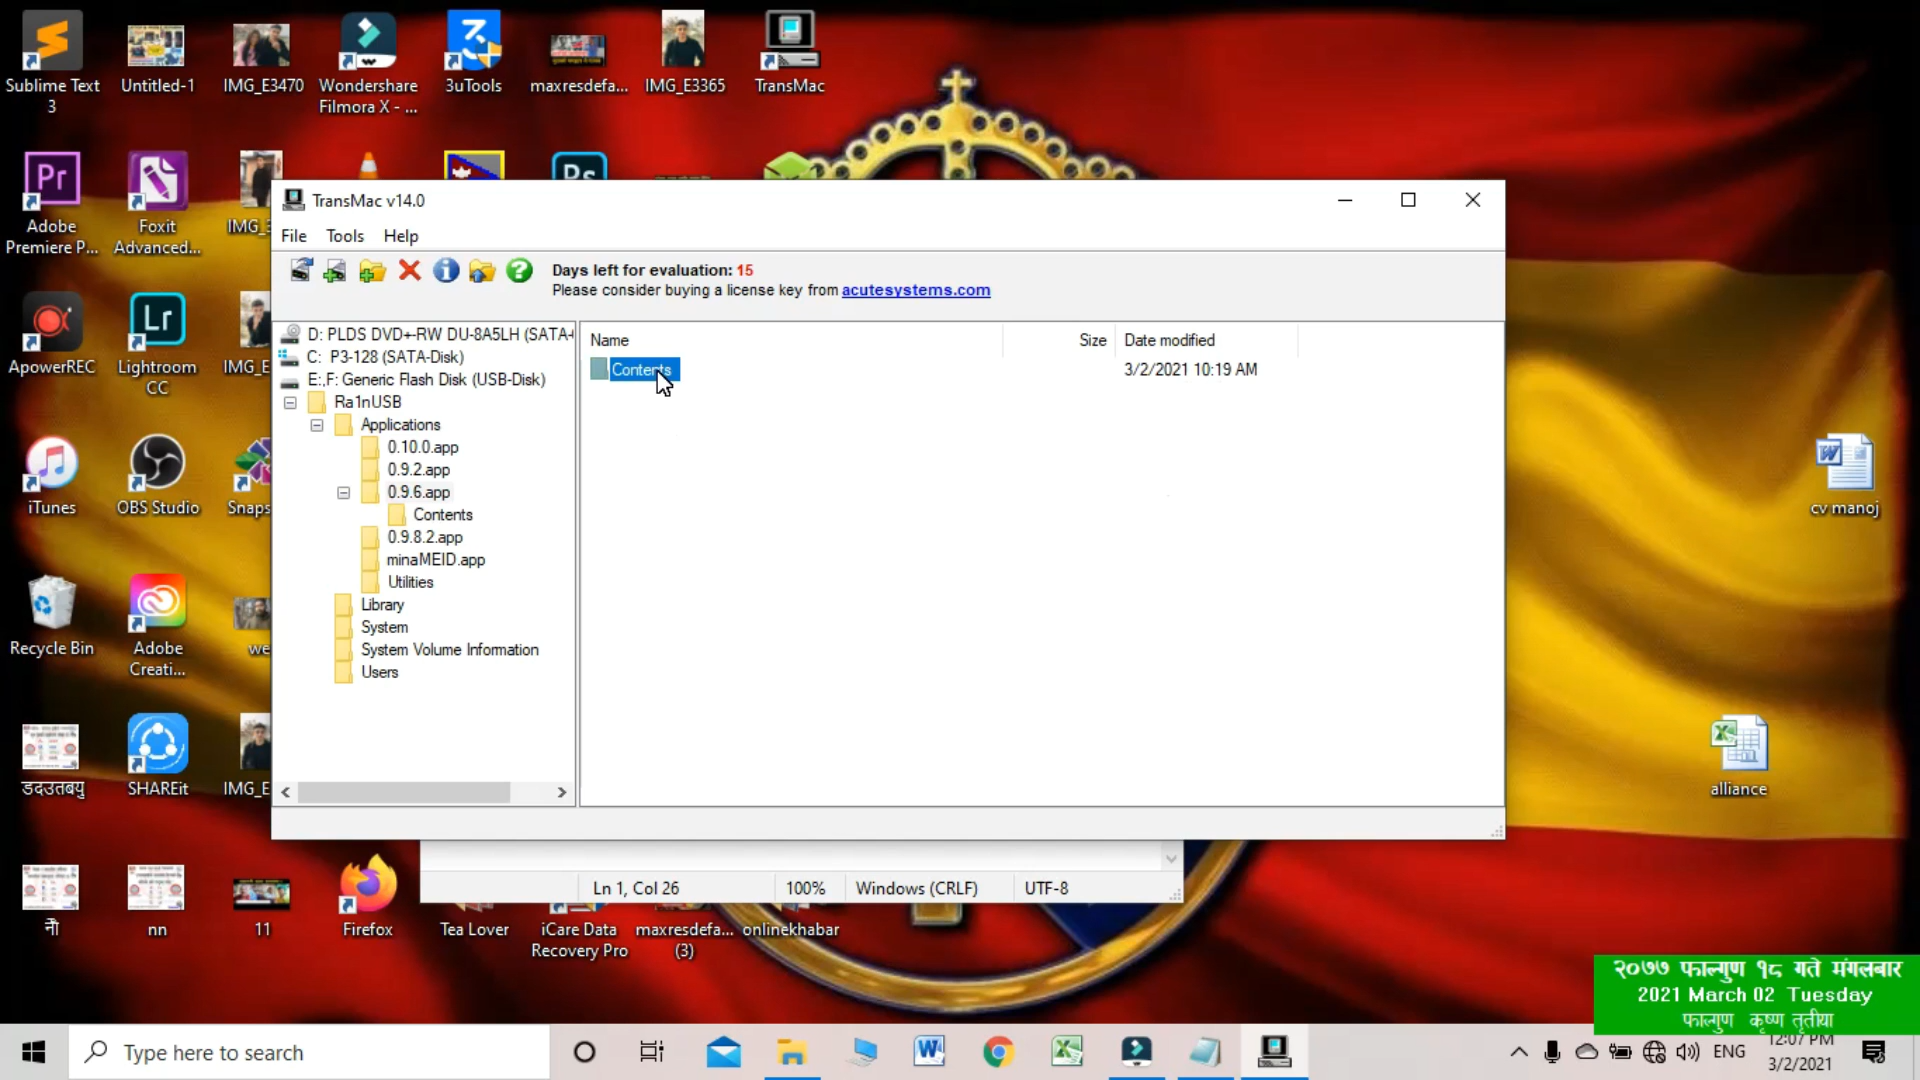 Sublime Text
3
Untitled-1
IMG_E3470
Wondershare
Filmora X - ...
3uTools
maxresdefa...
IMG_E3365
TransMac
Adobe
Premiere P...
Foxit
Advanced...
ApowerREC
Lightroom
CC
iTunes
OBS Studio
Recycle Bin
Adobe
Creati...
डदउतबयु
SHAREit
nn
11
Firefox
Tea Lover
iCare Data
Recovery Pro
maxresdefa...
(3)
onlinekhabar
cv manoj
alliance
TransMac v14.0
File
Tools
Help
Days left for evaluation: 15
Please consider buying a license key from acutesystems.com
D: PLDS DVD+-RW DU-8A5LH (SATA-
C: P3-128 (SATA-Disk)
E:,F: Generic Flash Disk (USB-Disk)
Ra1nUSB
Applications
0.10.0.app
0.9.2.app
0.9.6.app
Contents
0.9.8.2.app
minaMEID.app
Utilities
Library
System
System Volume Information
Users
Name
Size
Date modified
Contents
3/2/2021 10:19 AM
Ln 1, Col 26
100%
Windows (CRLF)
UTF-8
२०७७ फाल्गुण १८ गते मंगलबार
2021 March 02 Tuesday
फाल्गुण कृष्ण तृतीया
Type here to search
ENG
12:07 PM
3/2/2021